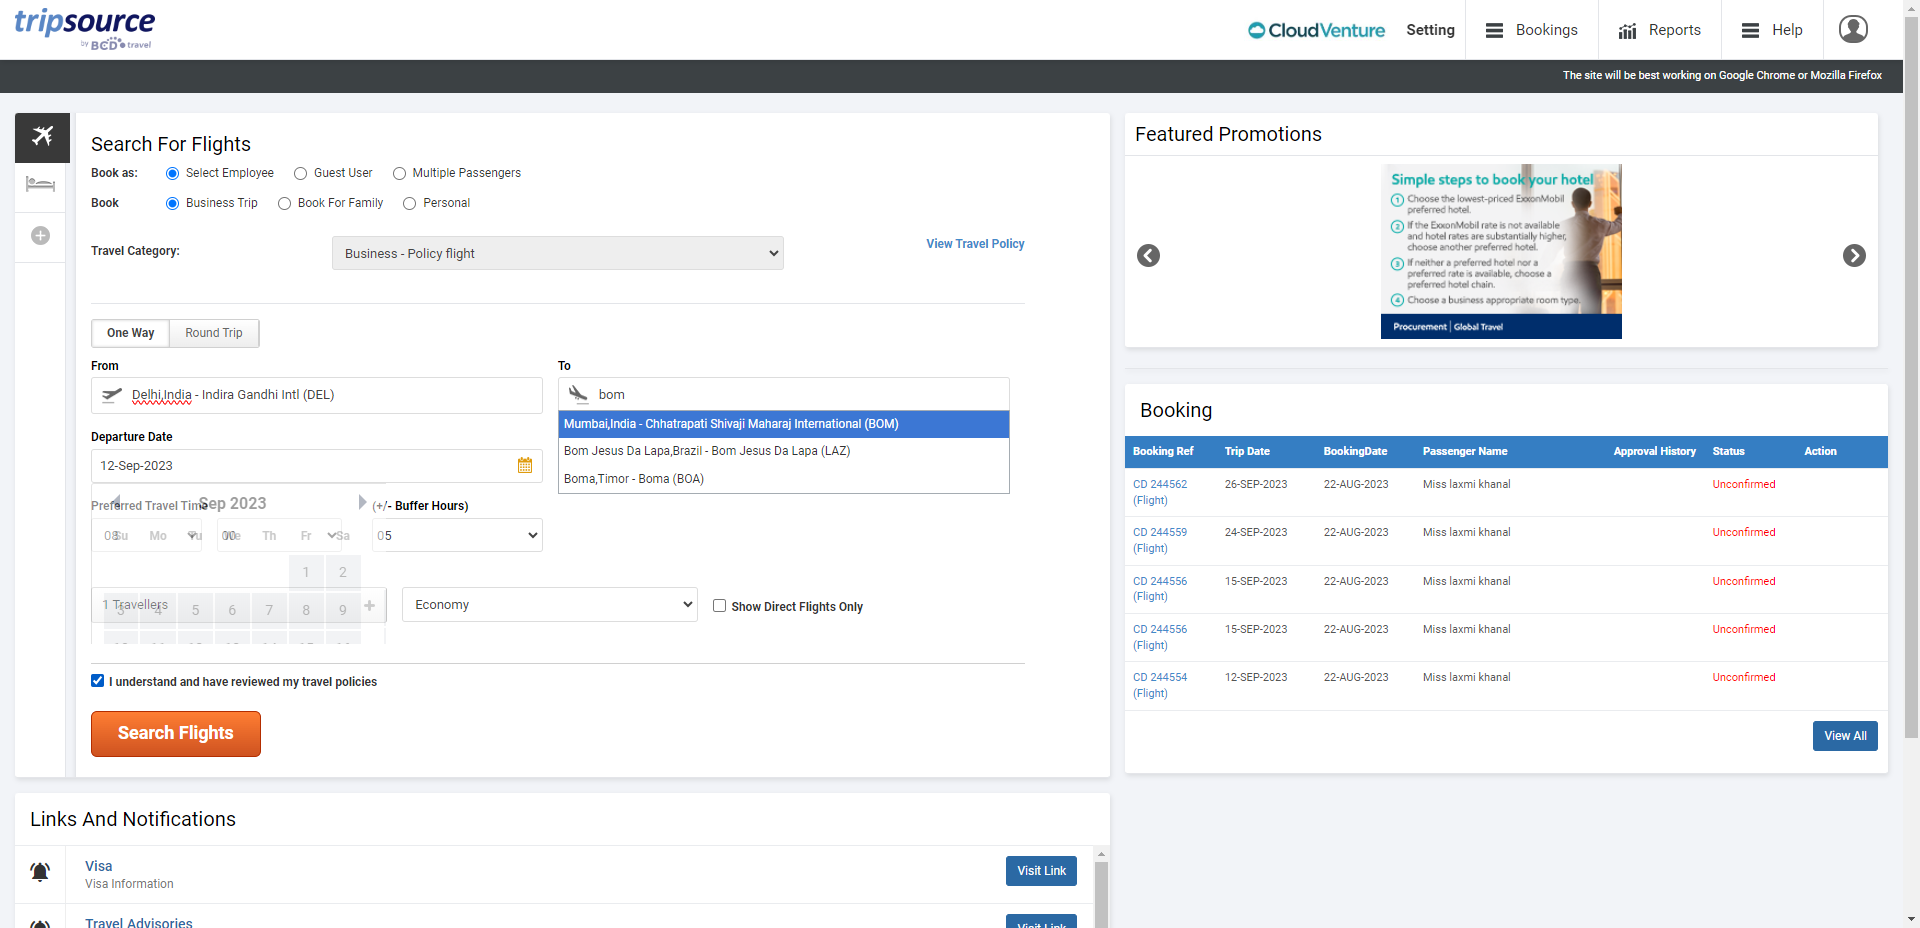 tripsource
by BCD travel
CloudVenture
Setting
Bookings
Reports
Help
The site will be best working on Google Chrome or Mozilla Firefox
Search For Flights
Book as:
Select Employee
Guest User
Multiple Passengers
Book
Business Trip
Book For Family
Personal
Travel Category:
Business - Policy flight
View Travel Policy
One Way
Round Trip
From
To
Delhi,India - Indira Gandhi Intl (DEL)
bom
Mumbai,India - Chhatrapati Shivaji Maharaj International (BOM)
Bom Jesus Da Lapa,Brazil - Bom Jesus Da Lapa (LAZ)
Boma,Timor - Boma (BOA)
Departure Date
12-Sep-2023
Preferred Travel Time
Sep 2023
(+/- Buffer Hours)
08
00
05
Su Mo Tu We Th Fr Sa
1 2
3 4 5 6 7 8 9
1 Travellers
Economy
Show Direct Flights Only
I understand and have reviewed my travel policies
Search Flights
Featured Promotions
Simple steps to book your hotel
1 Choose the lowest-priced ExxonMobil
preferred hotel.
2 If the ExxonMobil rate is not available
and hotel rates are substantially higher,
choose another preferred hotel.
3 If neither a preferred hotel nor a
preferred rate is available, choose a
preferred hotel chain.
4 Choose a business appropriate room type.
Procurement | Global Travel
Booking
Booking Ref Trip Date BookingDate Passenger Name Approval History Status Action
CD 244562 26-SEP-2023 22-AUG-2023 Miss laxmi khanal Unconfirmed
(Flight)
CD 244559 24-SEP-2023 22-AUG-2023 Miss laxmi khanal Unconfirmed
(Flight)
CD 244556 15-SEP-2023 22-AUG-2023 Miss laxmi khanal Unconfirmed
(Flight)
CD 244556 15-SEP-2023 22-AUG-2023 Miss laxmi khanal Unconfirmed
(Flight)
CD 244554 12-SEP-2023 22-AUG-2023 Miss laxmi khanal Unconfirmed
(Flight)
View All
Links And Notifications
Visa
Visa Information
Visit Link
Travel Advisories
Visit Link